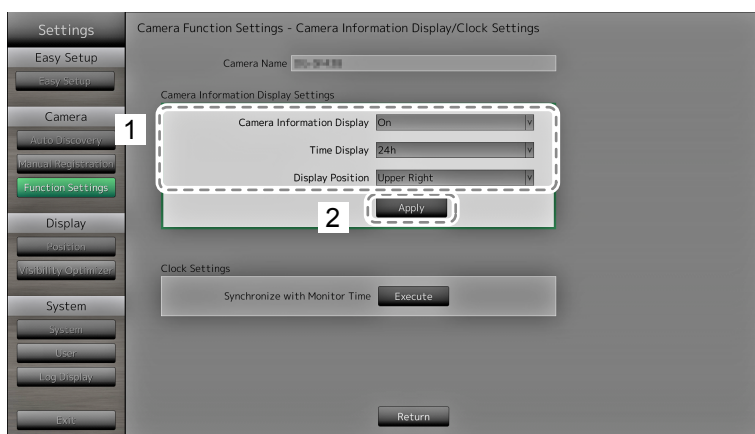 Settings
Camera Function Settings - Camera Information Display/Clock Settings
Easy Setup
Easy Setup
Camera
Auto Discovery
Manual Registration
Function Settings
Display
Position
Visibility Optimizer
System
System
User
Log Display
Exit
Camera Name
Camera Information Display Settings
1
Camera Information Display On
Time Display 24h
Display Position Upper Right
2
Apply
Clock Settings
Synchronize with Monitor Time Execute
Return